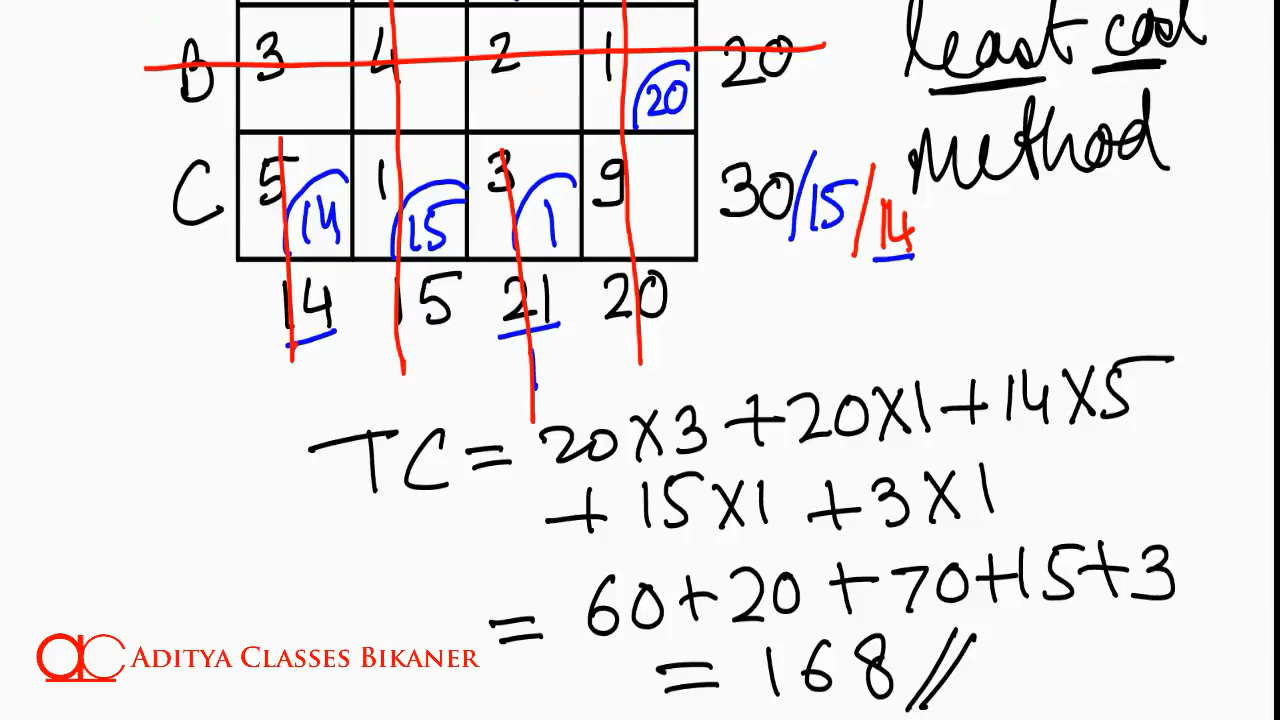 B 3 4 2 1 20 20
least cost
method
C 5 14 1 15 3 1 9 30/15/14
14 15 21 20
TC = 20X3 + 20X1 + 14X5
+ 15X1 + 3X1
= 60+20+70+15+3
= 168//
ac ADITYA CLASSES BIKANER